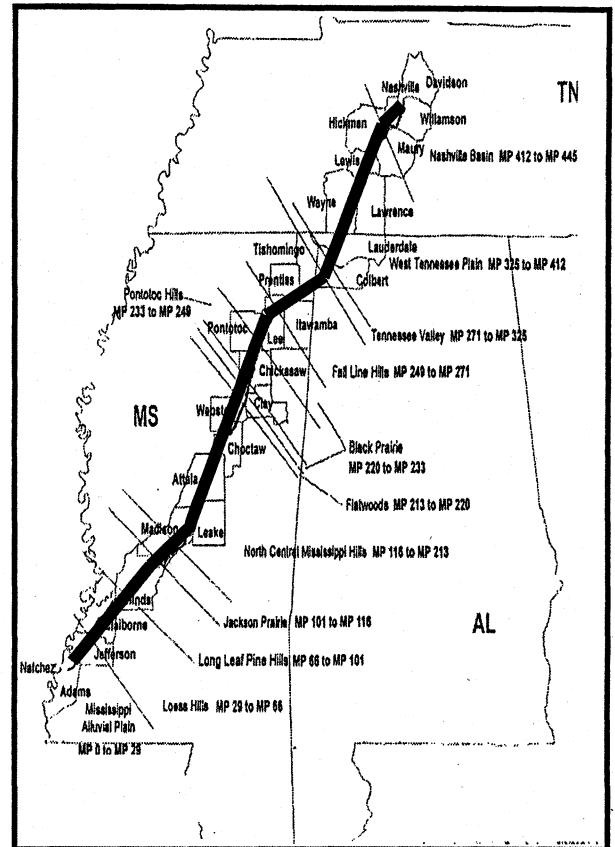 Nashville
Davidson
TN
Hickman
Willamson
Maury
Nashville Basin MP 412 to MP 445
Lewis
Wayne
Lawrence
Tishomingo
Lauderdale
West Tennessee Plain MP 325 to MP 412
Prentiss
Colbert
Pontotoc Hills
MP 233 to MP 249
Itawamba
Pontotoc
Lee
Tennessee Valley MP 271 to MP 325
Chickasaw
Fall Line Hills MP 249 to MP 271
MS
Webst
Clay
Choctaw
Black Prairie
MP 220 to MP 233
Attala
Flatwoods MP 213 to MP 220
Madison
Leake
North Central Mississippi Hills MP 116 to MP 213
inds
Jackson Prairie MP 101 to MP 116
AL
laiborne
Jefferson
Long Leaf Pine Hills MP 66 to MP 101
Natchez
Adams
Loess Hills MP 29 to MP 66
Mississippi
Alluvial Plain
MP 0 to MP 29